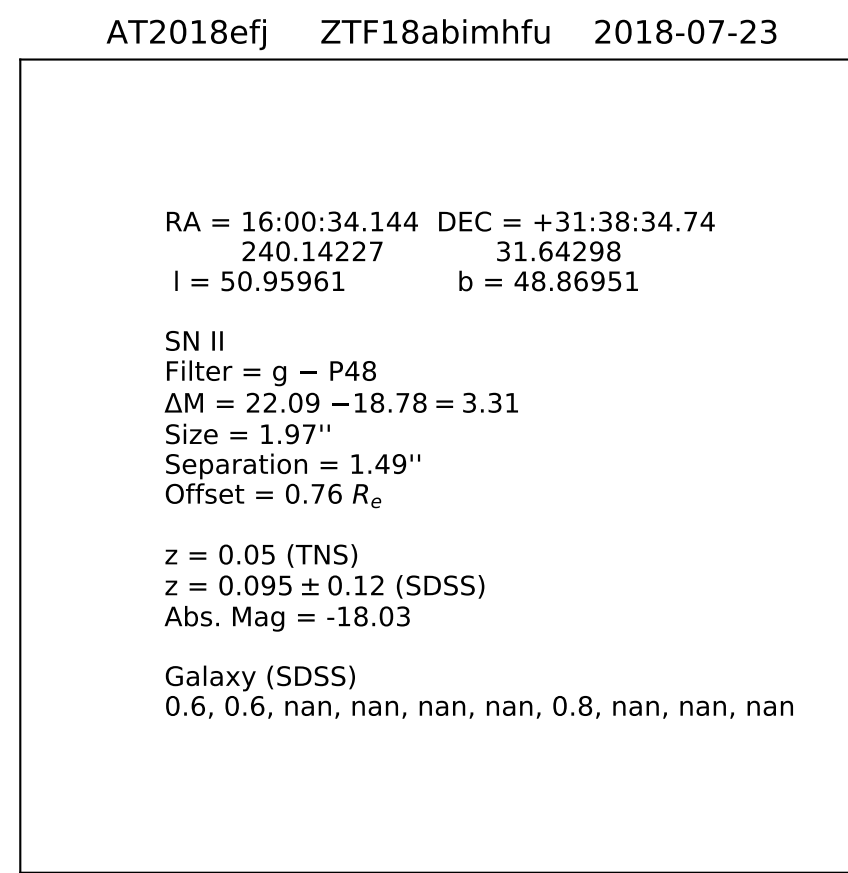 AT2018efj ZTF18abimhfu 2018-07-23
RA = 16:00:34.144 DEC = +31:38:34.74
240.14227 31.64298
l = 50.95961 b = 48.86951
SN II
Filter = g − P48
ΔM = 22.09 −18.78 = 3.31
Size = 1.97''
Separation = 1.49''
Offset = 0.76 Re
z = 0.05 (TNS)
z = 0.095 ± 0.12 (SDSS)
Abs. Mag = -18.03
Galaxy (SDSS)
0.6, 0.6, nan, nan, nan, nan, 0.8, nan, nan, nan